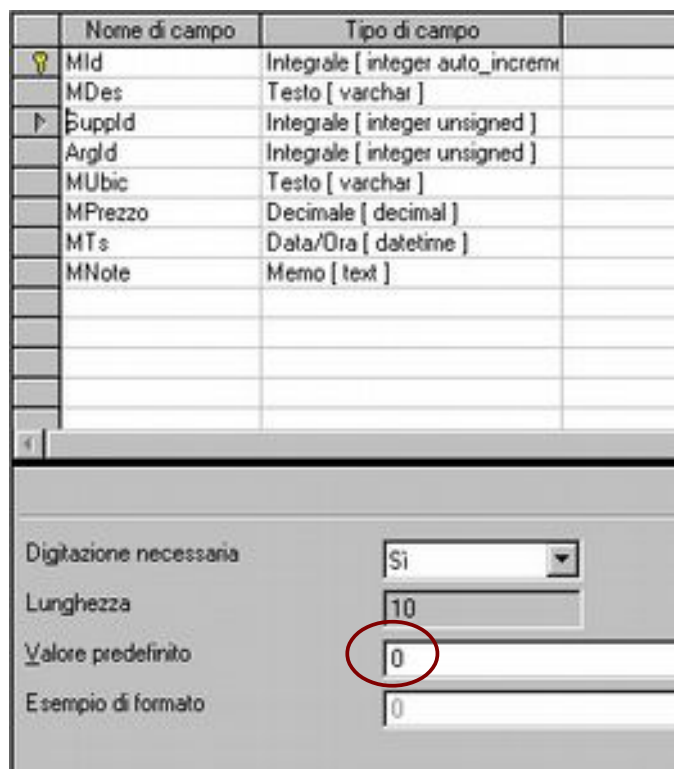 Nome di campo Tipo di campo
MId Integrale [ integer auto_increme
MDes Testo [ varchar ]
SuppId Integrale [ integer unsigned ]
ArgId Integrale [ integer unsigned ]
MUbic Testo [ varchar ]
MPrezzo Decimale [ decimal ]
MTs Data/Ora [ datetime ]
MNote Memo [ text ]
Digitazione necessaria Sì
Lunghezza 10
Valore predefinito 0
Esempio di formato 0